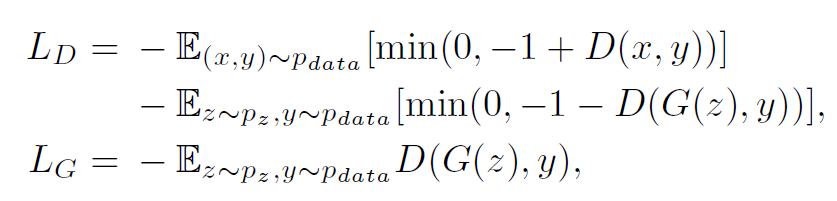 L_D = − 𝔼_{(x,y)∼p_{data}}[min(0, −1 + D(x, y))]
− 𝔼_{z∼p_z,y∼p_{data}}[min(0, −1 − D(G(z), y))],
L_G = − 𝔼_{z∼p_z,y∼p_{data}} D(G(z), y),